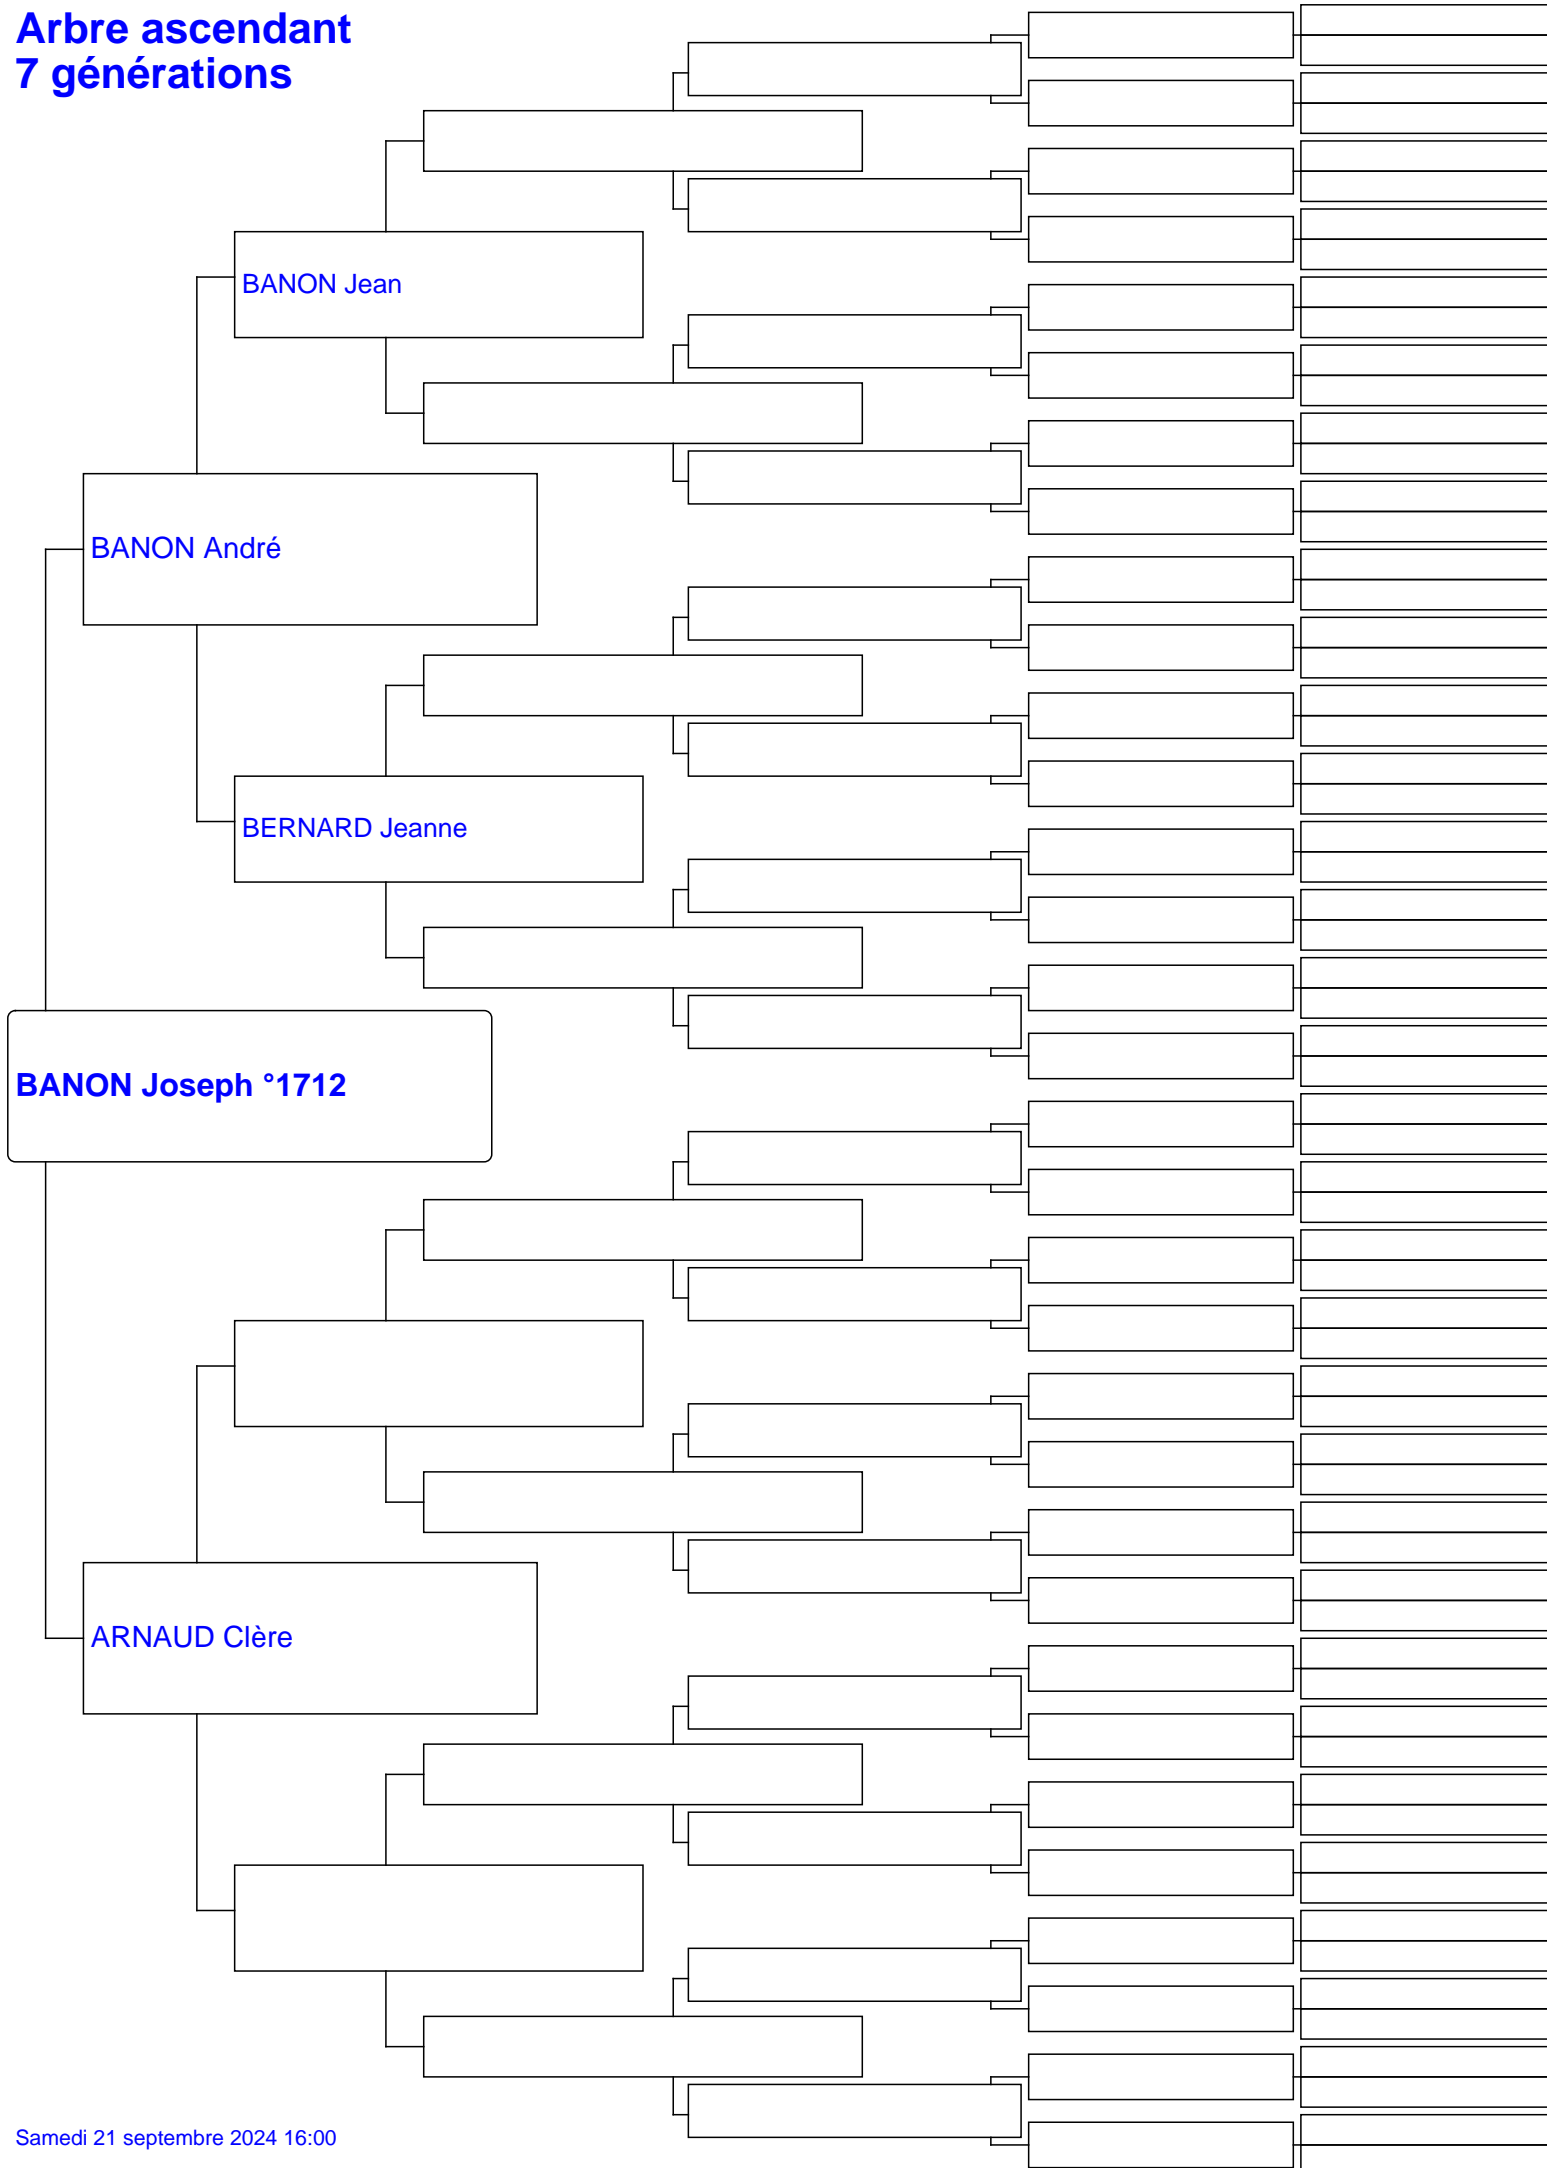 Arbre ascendant
7 générations
BANON Jean
BANON André
BERNARD Jeanne
BANON Joseph °1712
ARNAUD Clère
Samedi 21 septembre 2024 16:00